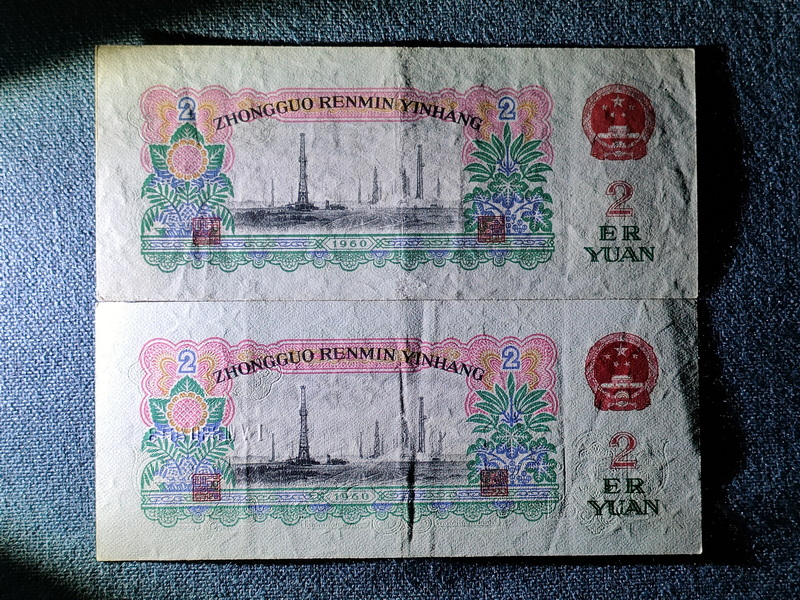 2 2
ZHONGGUO RENMIN YINHANG
1960
2
ER
YUAN
2 2
ZHONGGUO RENMIN YINHANG
1960
2
ER
YUAN